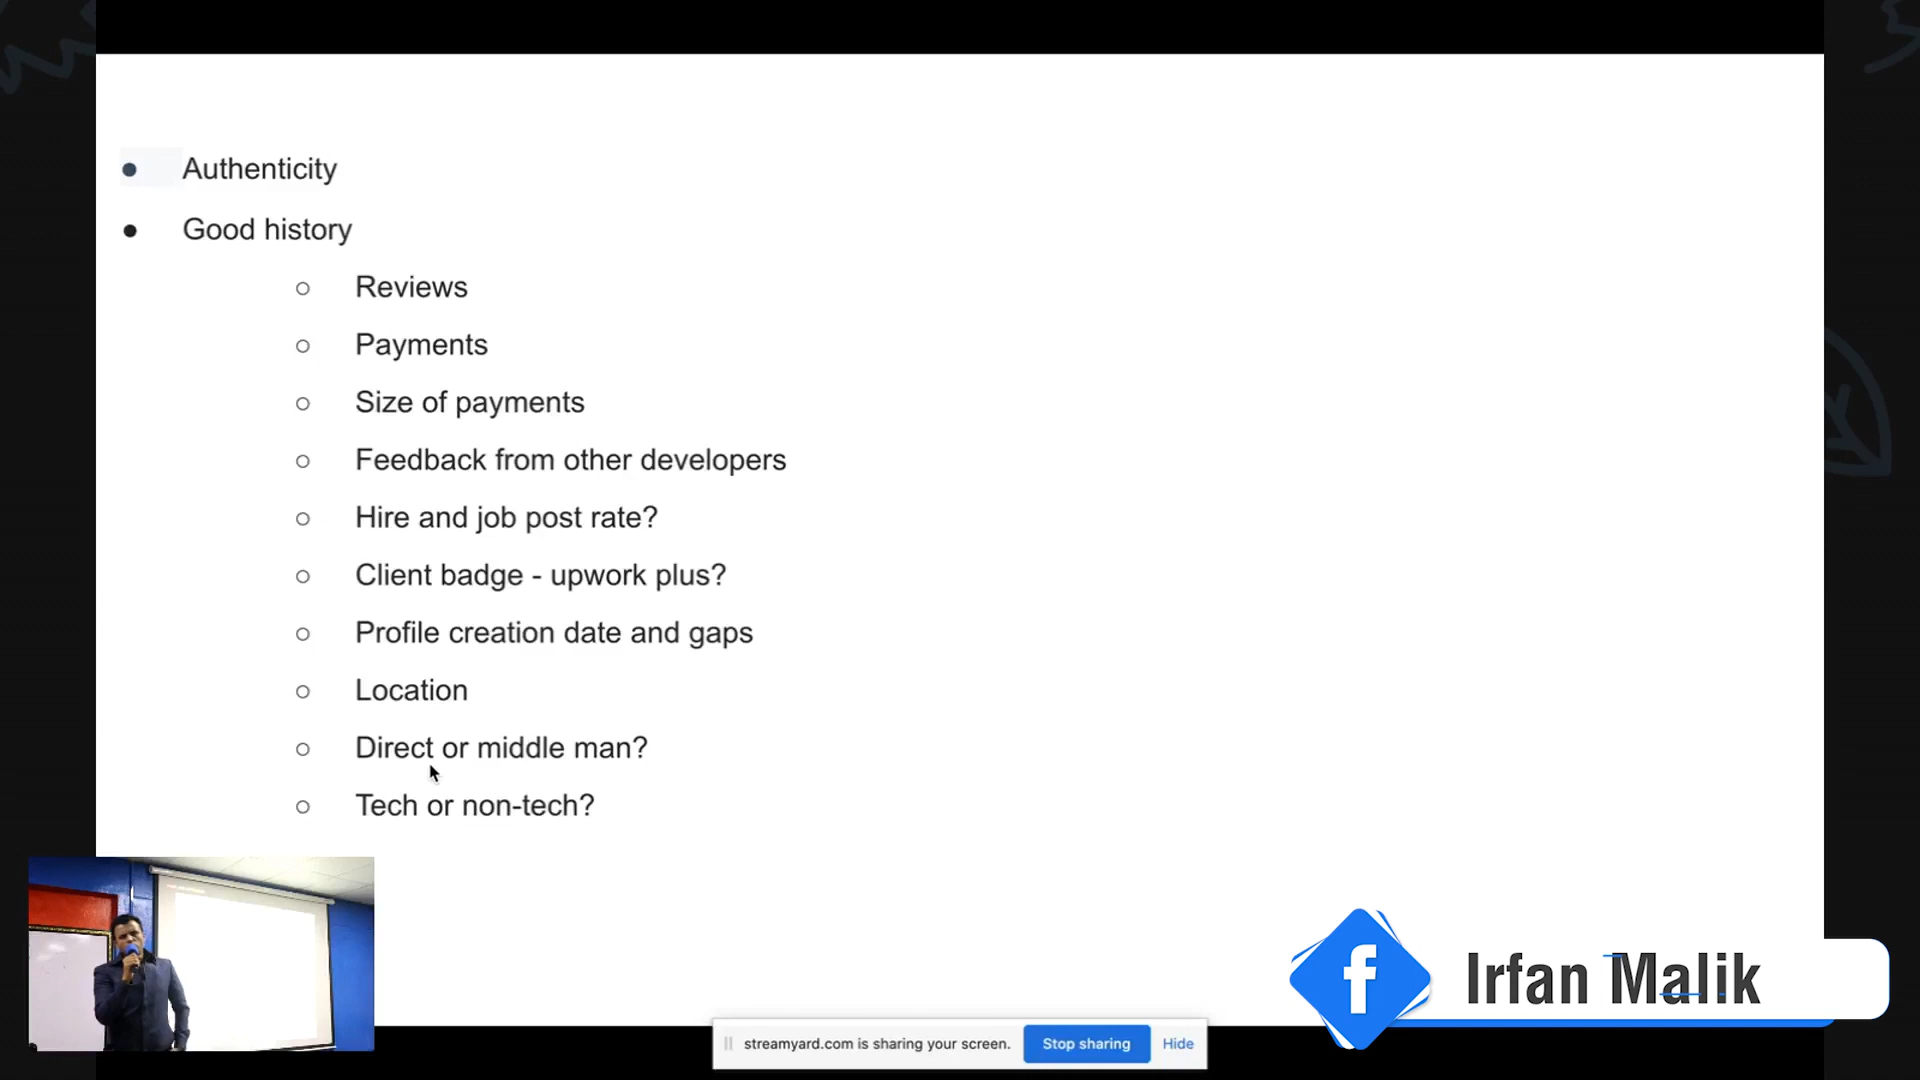 Authenticity
Good history
Reviews
Payments
Size of payments
Feedback from other developers
Hire and job post rate?
Client badge - upwork plus?
Profile creation date and gaps
Location
Direct or middle man?
Tech or non-tech?
f Irfan Malik
streamyard.com is sharing your screen. Stop sharing Hide